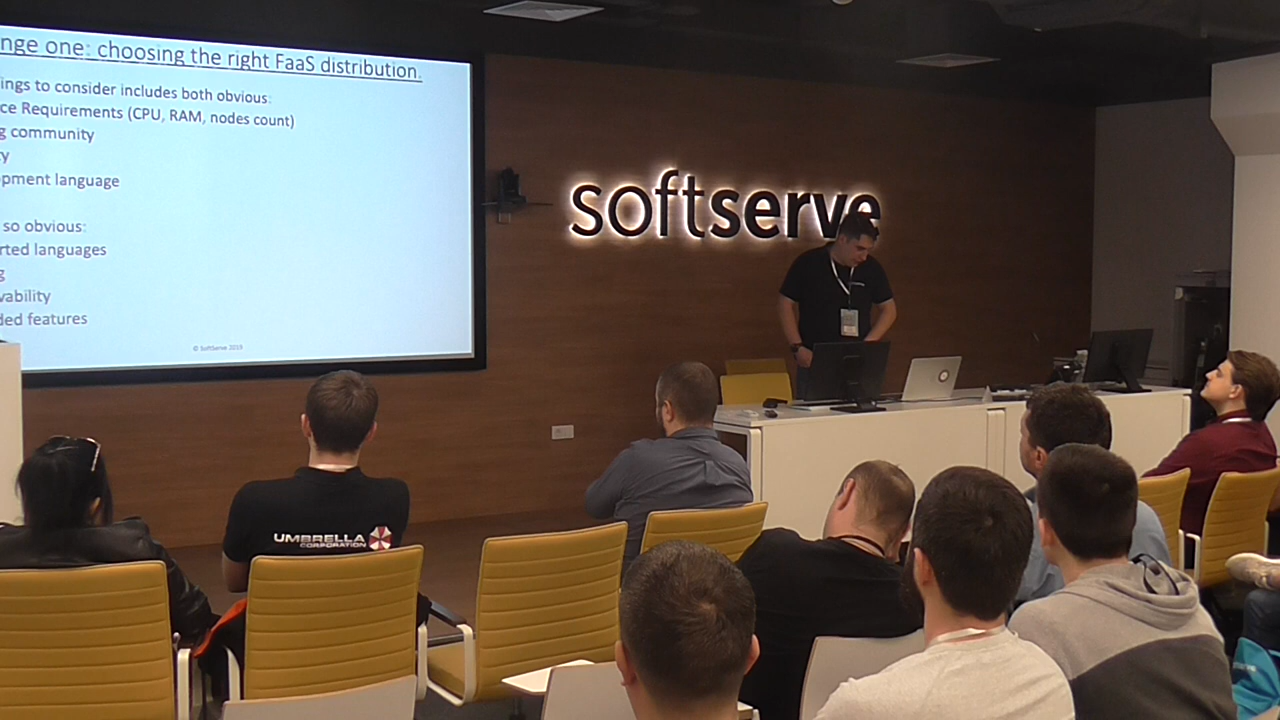 nge one: choosing the right FaaS distribution.
ings to consider includes both obvious:
ce Requirements (CPU, RAM, nodes count)
g community
y
pment language
so obvious:
rted languages
g
vability
ded features
© SoftServe 2019
softserve
UMBRELLA
CORPORATION